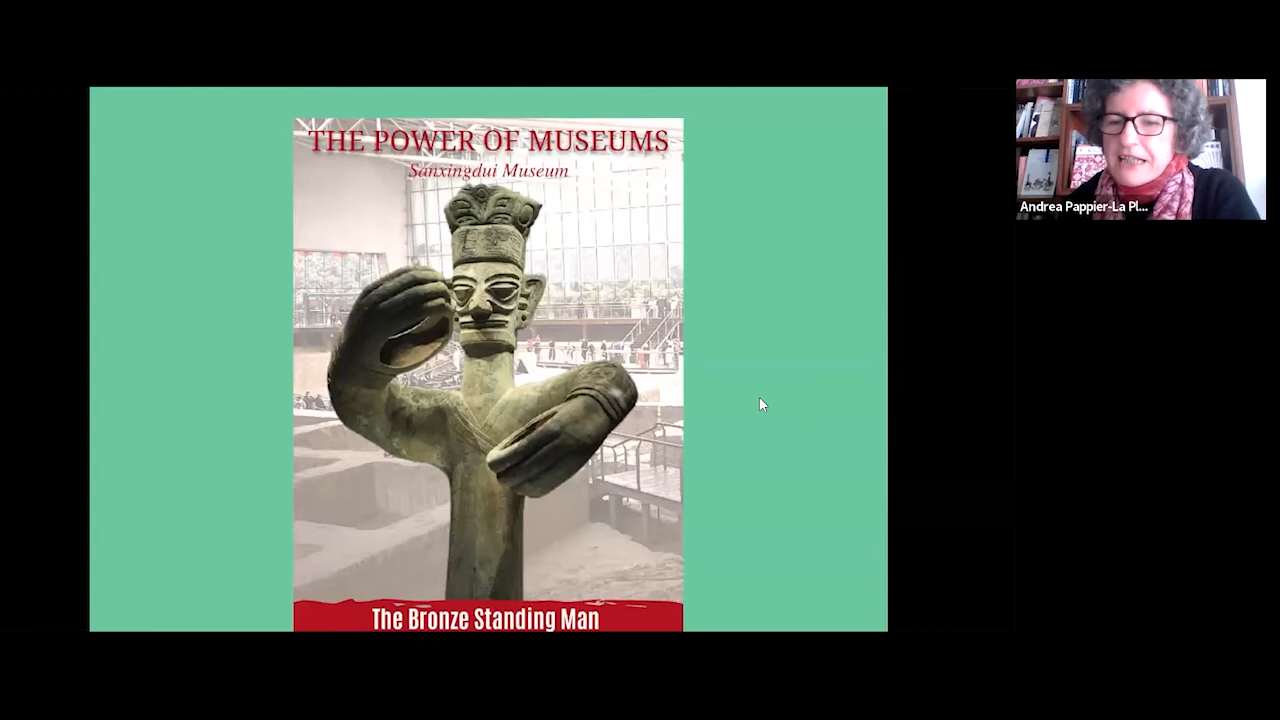 THE POWER OF MUSEUMS
Sanxingdui Museum
The Bronze Standing Man
Andrea Pappier-La Pl...